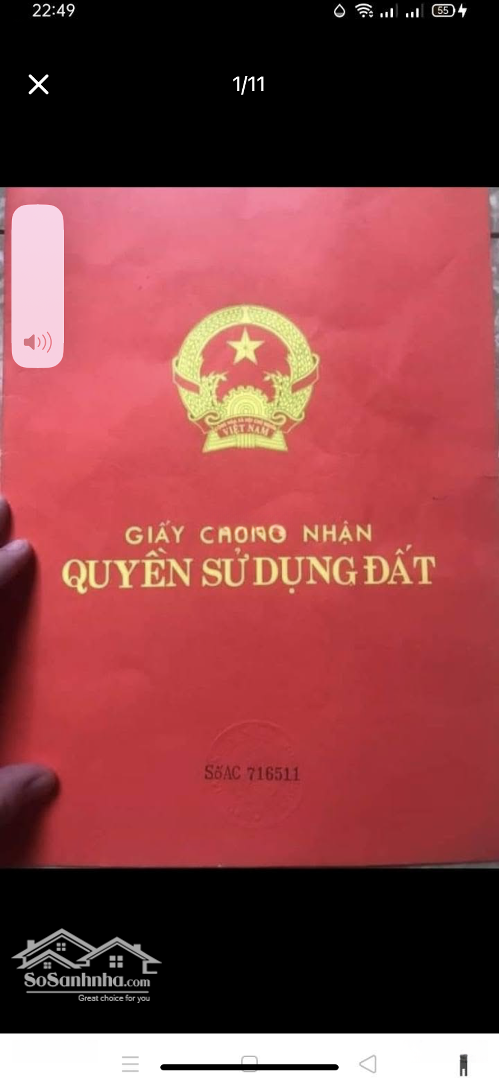 22:49
55
1/11
VIỆT NAM
GIẤY CHỨNG NHẬN
QUYỀN SỬ DỤNG ĐẤT
Số AC 716511
SoSanhnha.com
Great choice for you